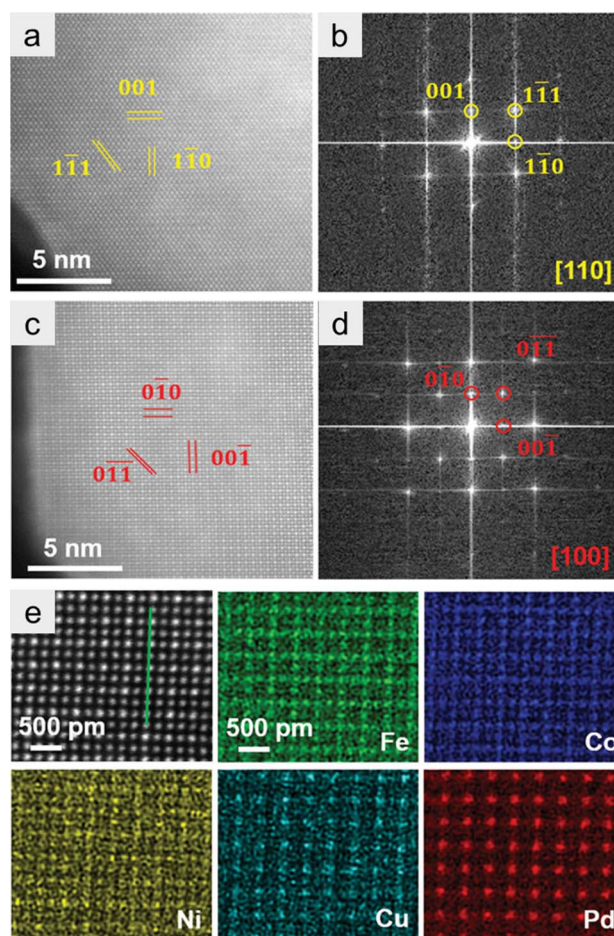 a
001
11̅1
11̅0
5 nm
b
001
11̅1
11̅0
[110]
c
01̅0
01̅1̅
001̅
5 nm
d
01̅1̅
01̅0
001̅
[100]
e
500 pm
500 pm
Fe
Co
Ni
Cu
Pd